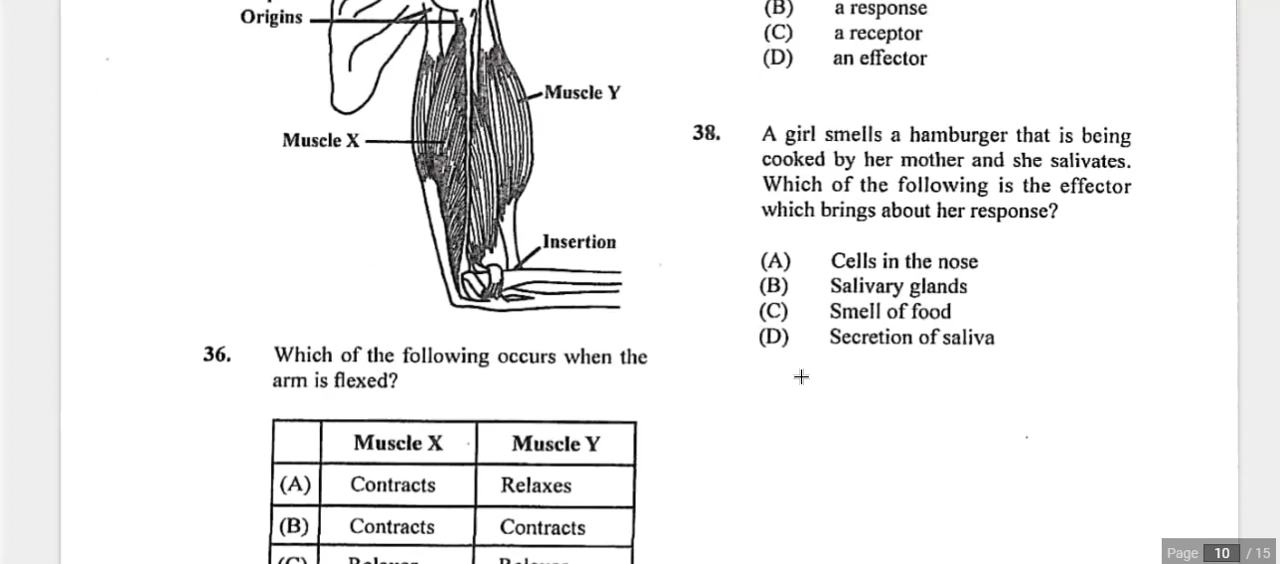 Origins
Muscle Y
Muscle X
Insertion
36. Which of the following occurs when the
arm is flexed?
Muscle X Muscle Y
(A) Contracts Relaxes
(B) Contracts Contracts
(B) a response
(C) a receptor
(D) an effector
38. A girl smells a hamburger that is being
cooked by her mother and she salivates.
Which of the following is the effector
which brings about her response?
(A) Cells in the nose
(B) Salivary glands
(C) Smell of food
(D) Secretion of saliva
Page 10 / 15